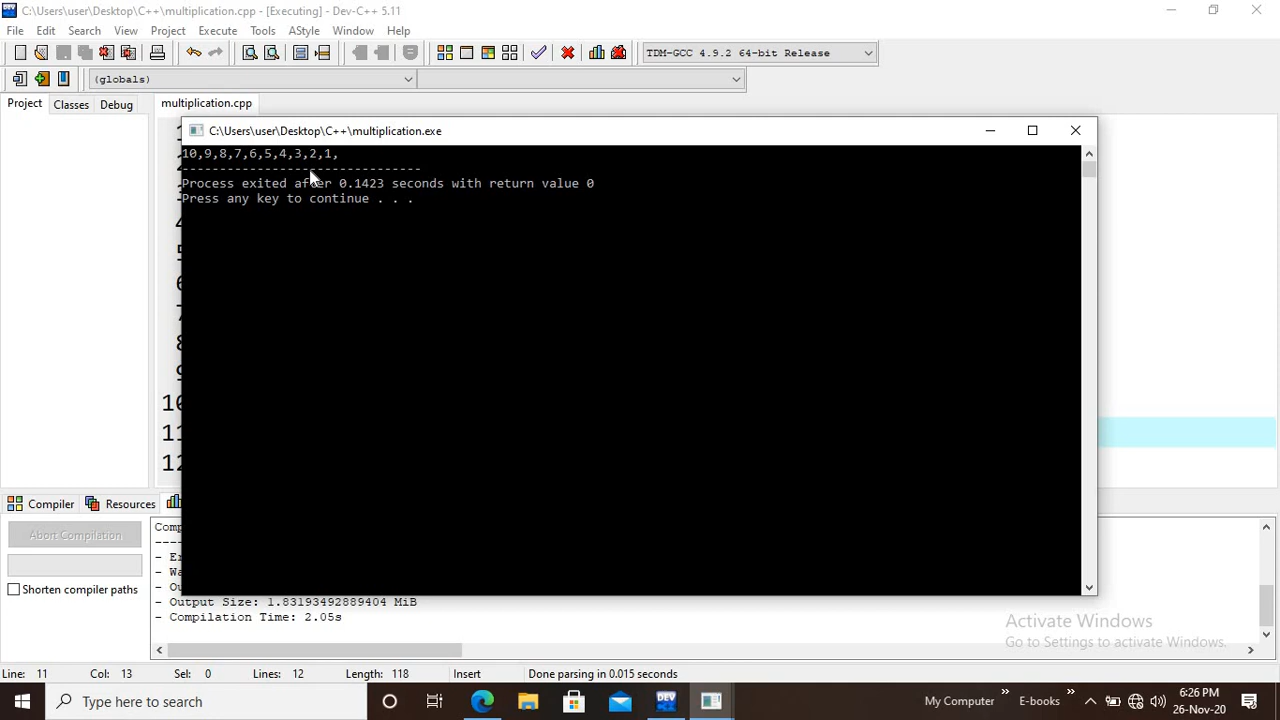 C:\Users\user\Desktop\C++\multiplication.cpp - [Executing] - Dev-C++ 5.11
File Edit Search View Project Execute Tools AStyle Window Help
TDM-GCC 4.9.2 64-bit Release
(globals)
Project Classes Debug multiplication.cpp
C:\Users\user\Desktop\C++\multiplication.exe
10,9,8,7,6,5,4,3,2,1,
--------------------------------
Process exited after 0.1423 seconds with return value 0
Press any key to continue . . .
10
11
12
Compiler Resources
Abort Compilation
Shorten compiler paths
- Output Size: 1.83193492889404 MiB
- Compilation Time: 2.05s
Activate Windows
Go to Settings to activate Windows.
Line: 11 Col: 13 Sel: 0 Lines: 12 Length: 118 Insert Done parsing in 0.015 seconds
Type here to search
DEV
My Computer » E-books »
6:26 PM
26-Nov-20